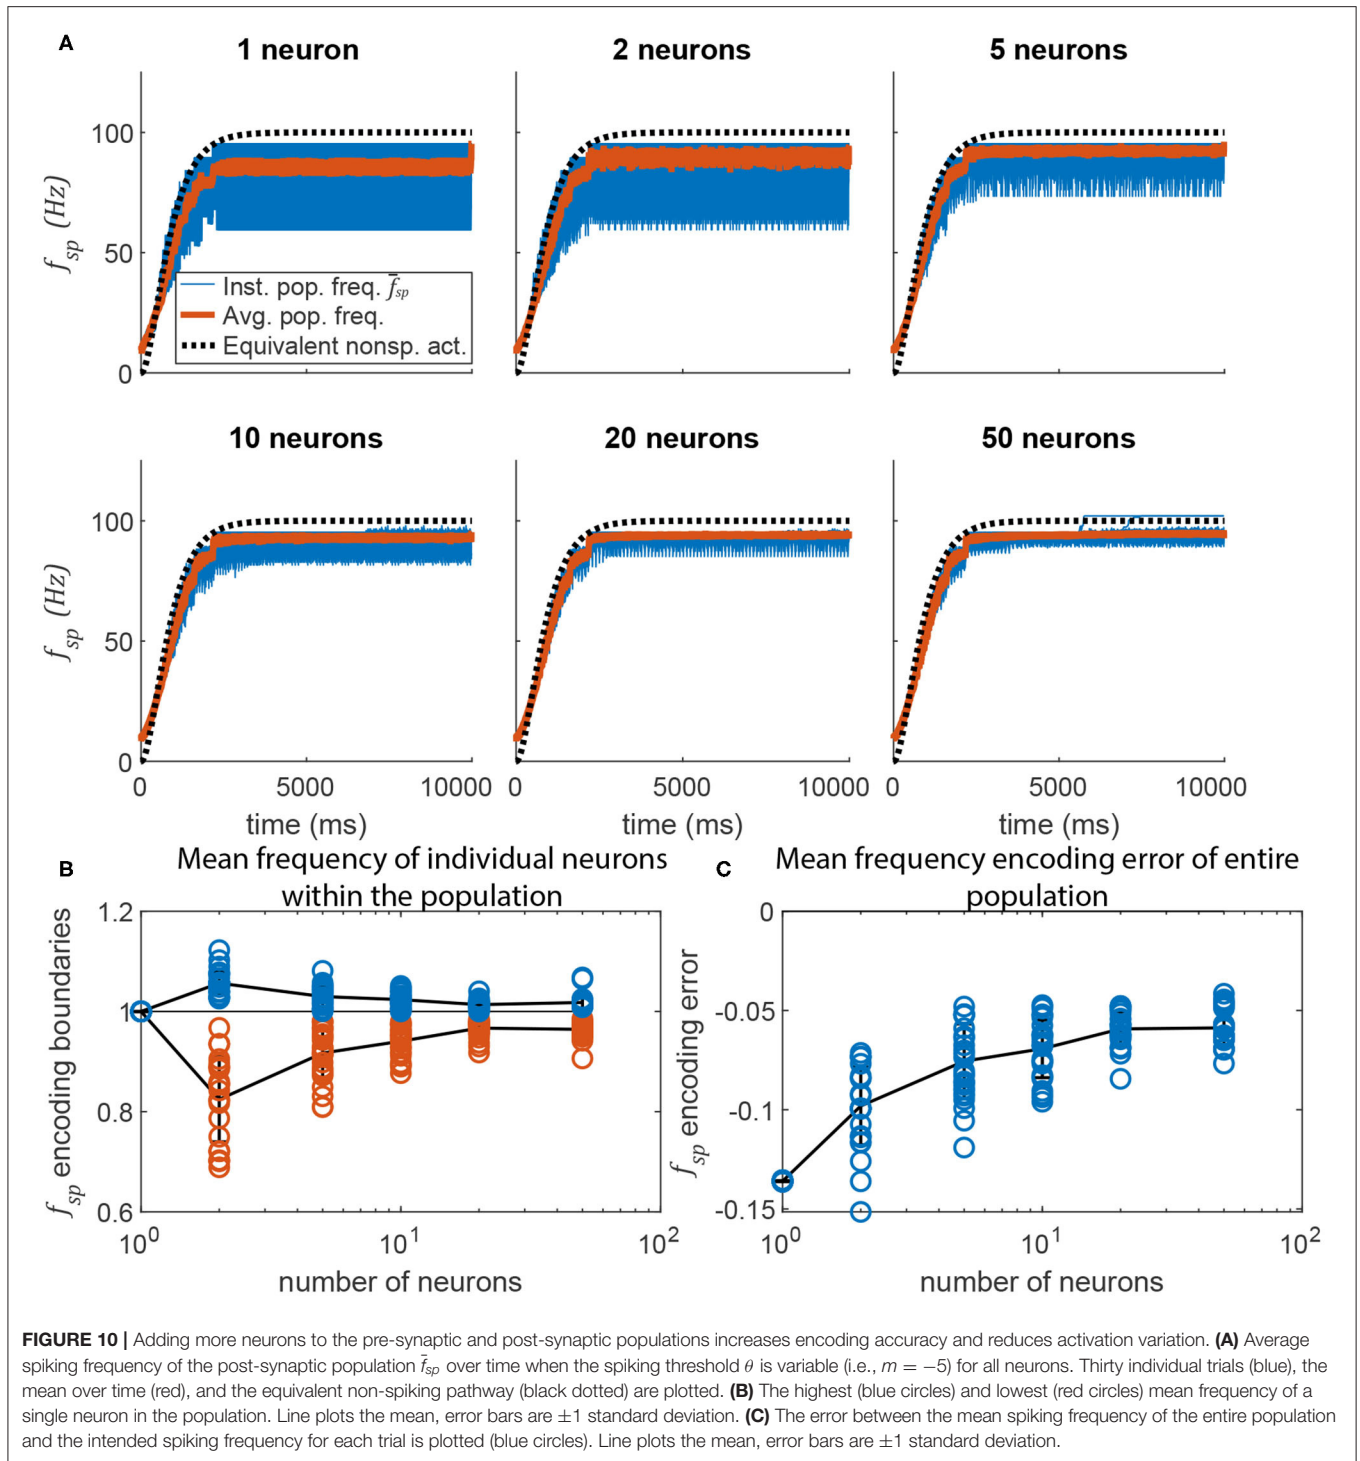 A
1 neuron
2 neurons
5 neurons
100
50
0
f_sp (Hz)
Inst. pop. freq. f̄_sp
Avg. pop. freq.
Equivalent nonsp. act.
10 neurons
20 neurons
50 neurons
100
50
0
f_sp (Hz)
0 5000 10000
0 5000 10000
0 5000 10000
time (ms)
time (ms)
time (ms)
B
Mean frequency of individual neurons
within the population
f_sp encoding boundaries
1.2
1
0.8
0.6
10^0 10^1 10^2
number of neurons
C
Mean frequency encoding error of entire
population
f_sp encoding error
0
-0.05
-0.1
-0.15
10^0 10^1 10^2
number of neurons
FIGURE 10 | Adding more neurons to the pre-synaptic and post-synaptic populations increases encoding accuracy and reduces activation variation. (A) Average
spiking frequency of the post-synaptic population f̄_sp over time when the spiking threshold θ is variable (i.e., m = −5) for all neurons. Thirty individual trials (blue), the
mean over time (red), and the equivalent non-spiking pathway (black dotted) are plotted. (B) The highest (blue circles) and lowest (red circles) mean frequency of a
single neuron in the population. Line plots the mean, error bars are ±1 standard deviation. (C) The error between the mean spiking frequency of the entire population
and the intended spiking frequency for each trial is plotted (blue circles). Line plots the mean, error bars are ±1 standard deviation.